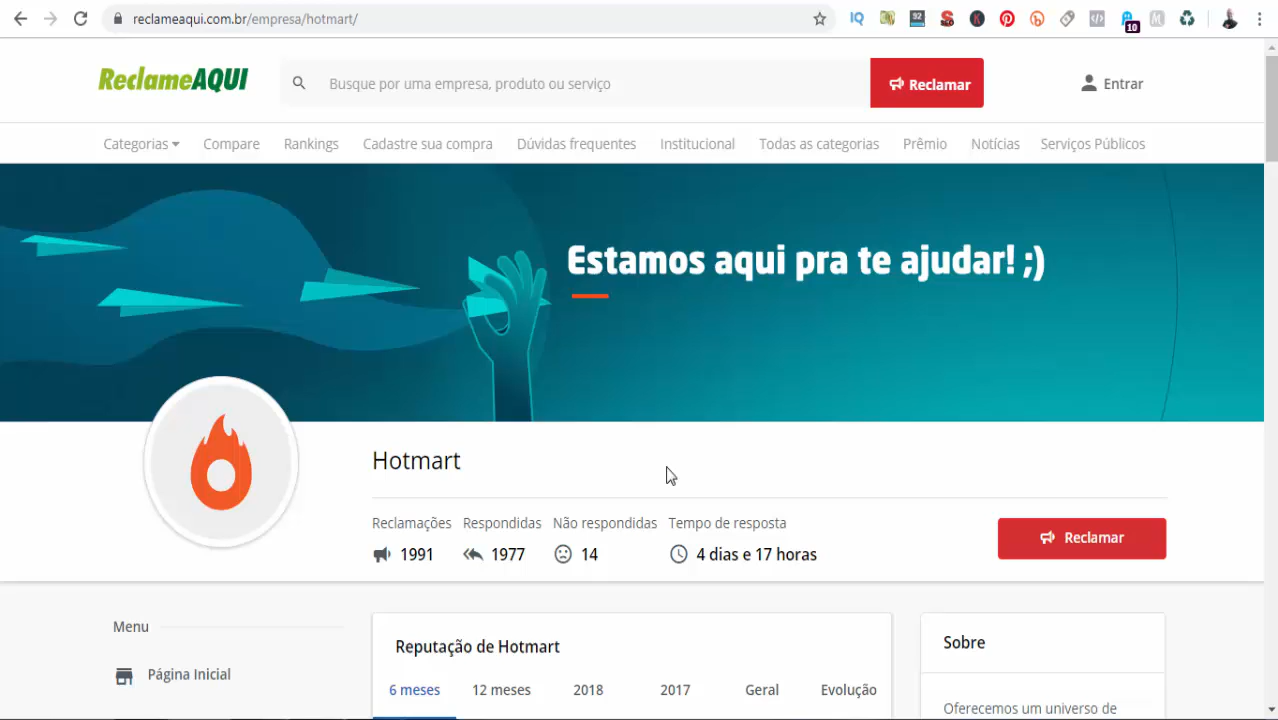 reclameaqui.com.br/empresa/hotmart/
IQ
92
10
ReclameAQUI
Busque por uma empresa, produto ou serviço
Reclamar
Entrar
Categorias
Compare
Rankings
Cadastre sua compra
Dúvidas frequentes
Institucional
Todas as categorias
Prêmio
Notícias
Serviços Públicos
Estamos aqui pra te ajudar! ;)
Hotmart
Reclamações Respondidas Não respondidas Tempo de resposta
1991 1977 14 4 dias e 17 horas
Reclamar
Menu
Página Inicial
Reputação de Hotmart
6 meses 12 meses 2018 2017 Geral Evolução
Sobre
Oferecemos um universo de